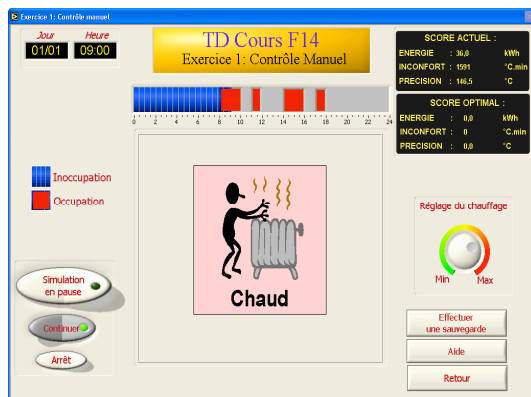 Exercice 1: Contrôle manuel
Jour Heure
01/01 09:00
TD Cours F14
Exercice 1: Contrôle Manuel
SCORE ACTUEL :
ENERGIE : 36,0 kWh
INCONFORT : 1591 °C.min
PRECISION : 146,5 °C
SCORE OPTIMAL :
ENERGIE : 0,0 kWh
INCONFORT : 0 °C.min
PRECISION : 0,0 °C
0 2 4 6 8 10 12 14 16 18 20 22 24
Inoccupation
Occupation
Chaud
Réglage du chauffage
Min Max
Simulation
en pause
Continuer
Arrêt
Effectuer
une sauvegarde
Aide
Retour